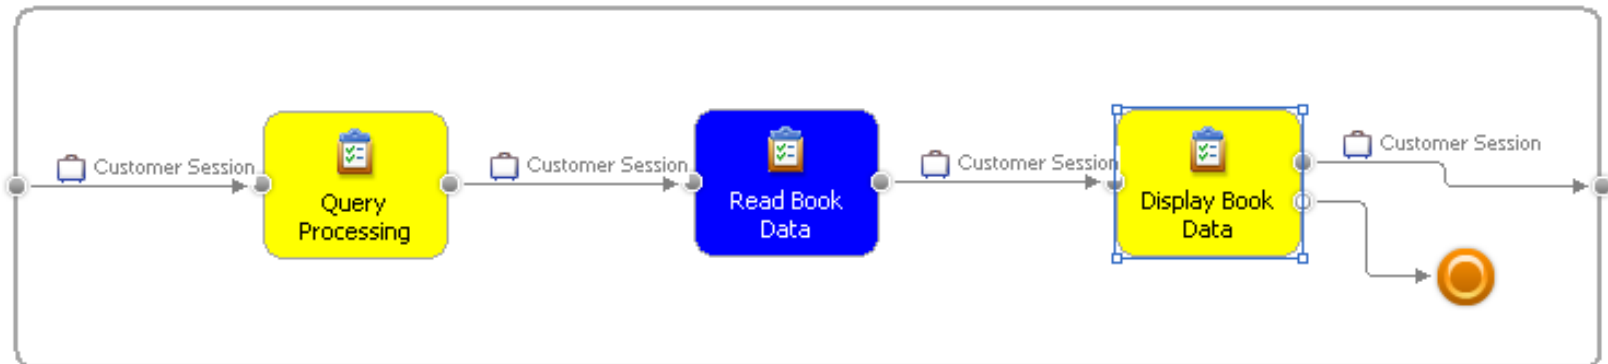 Customer Session
Query
Processing
Customer Session
Read Book
Data
Customer Session
Display Book
Data
Customer Session